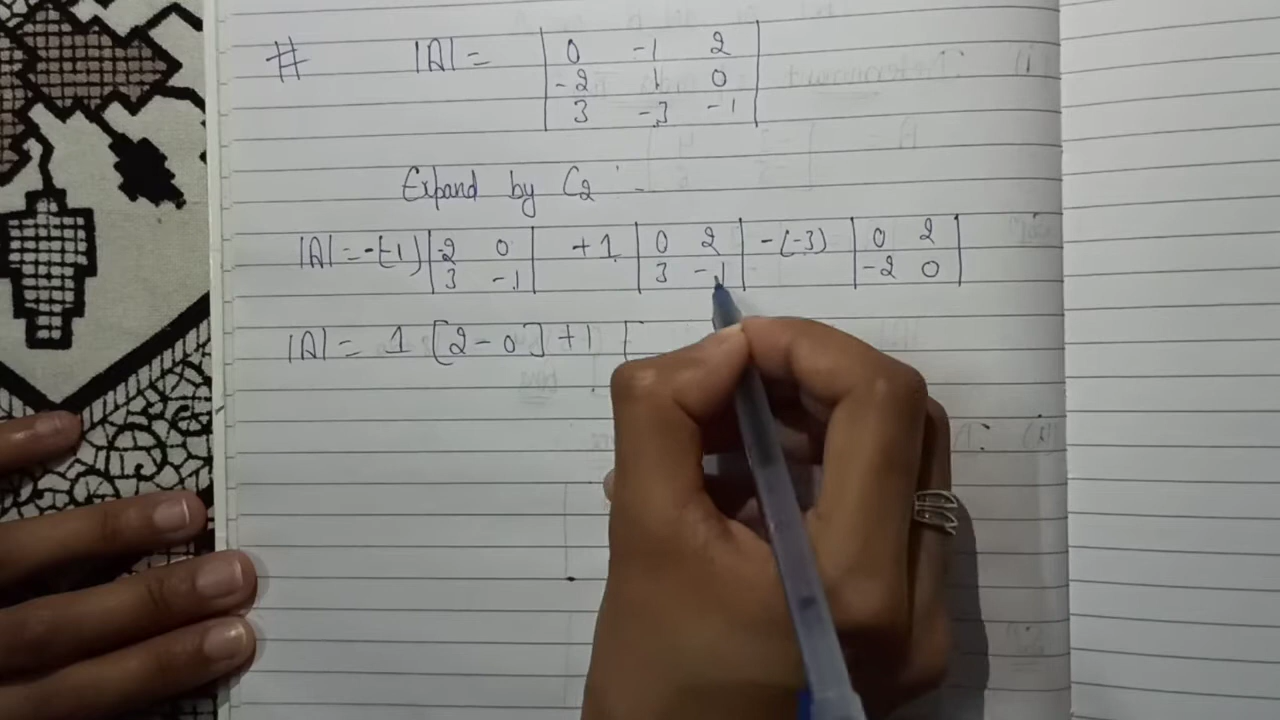 # |A| = | 0 -1 2 |
| -2 1 0 |
| 3 -3 -1 |
Expand by C2 :-
|A| = -(-1) | -2 0 | +1 | 0 2 | -(-3) | 0 2 |
| 3 -1 | | 3 -1 | | -2 0 |
|A| = 1 [2 - 0] + 1 [